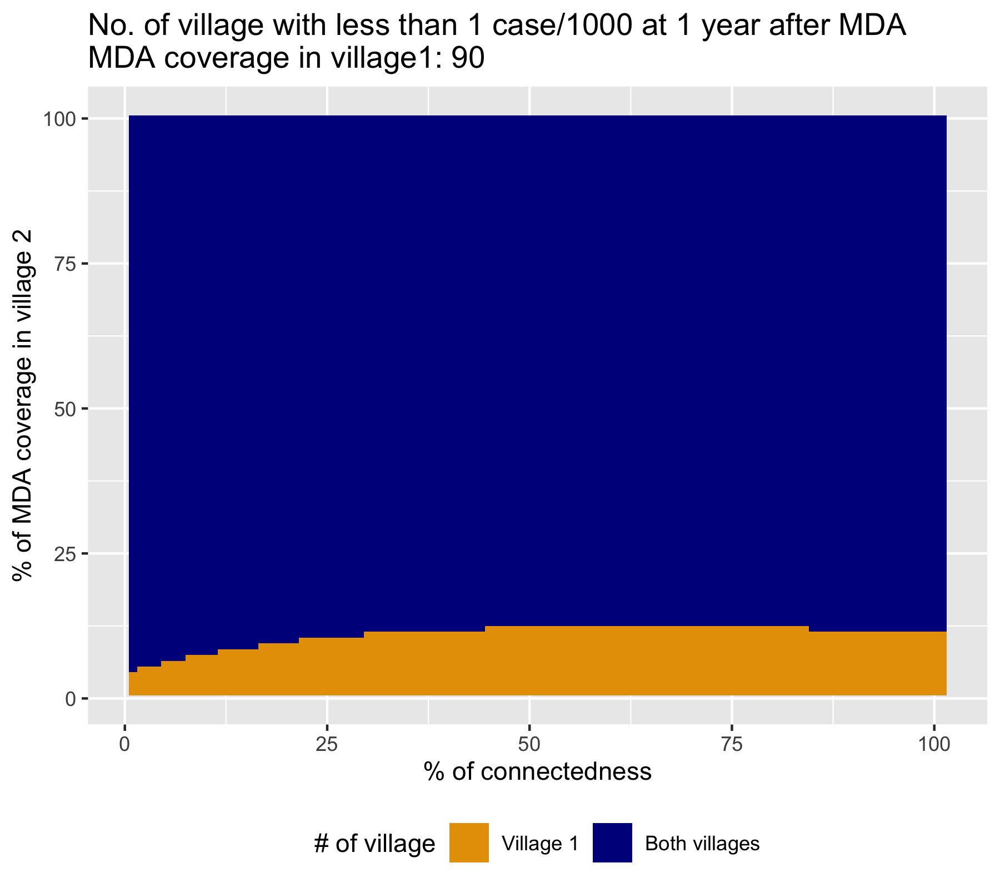 No. of village with less than 1 case/1000 at 1 year after MDA
MDA coverage in village1: 90
% of MDA coverage in village 2
100
75
50
25
0
0 25 50 75 100
% of connectedness
# of village Village 1 Both villages